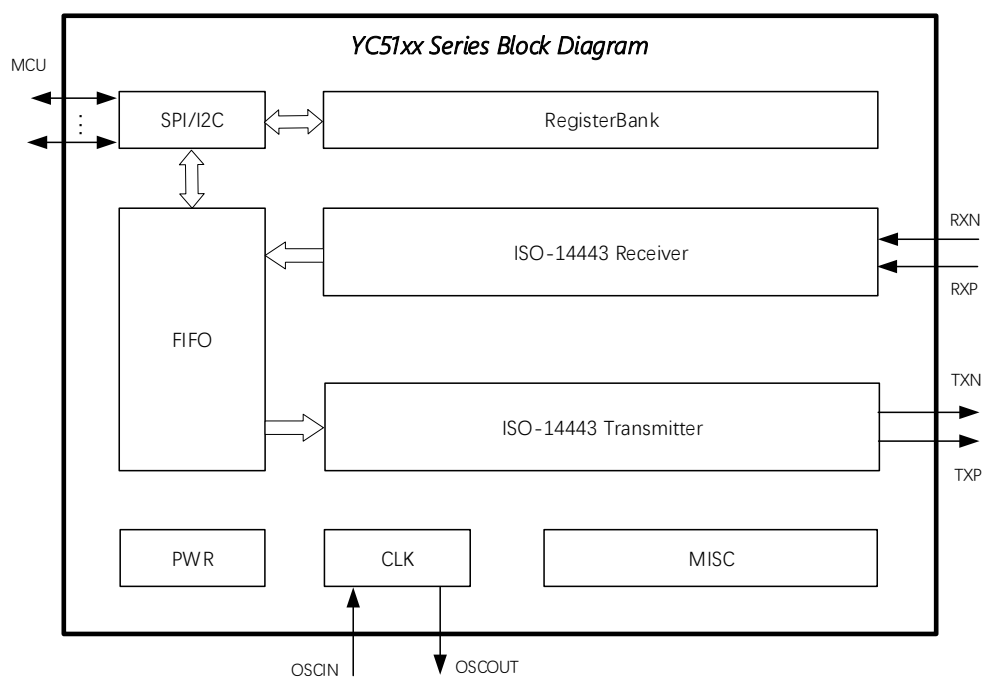 YC51xx Series Block Diagram
MCU
SPI/I2C
RegisterBank
RXN
ISO-14443 Receiver
RXP
FIFO
TXN
ISO-14443 Transmitter
TXP
PWR
CLK
MISC
OSCIN
OSCOUT